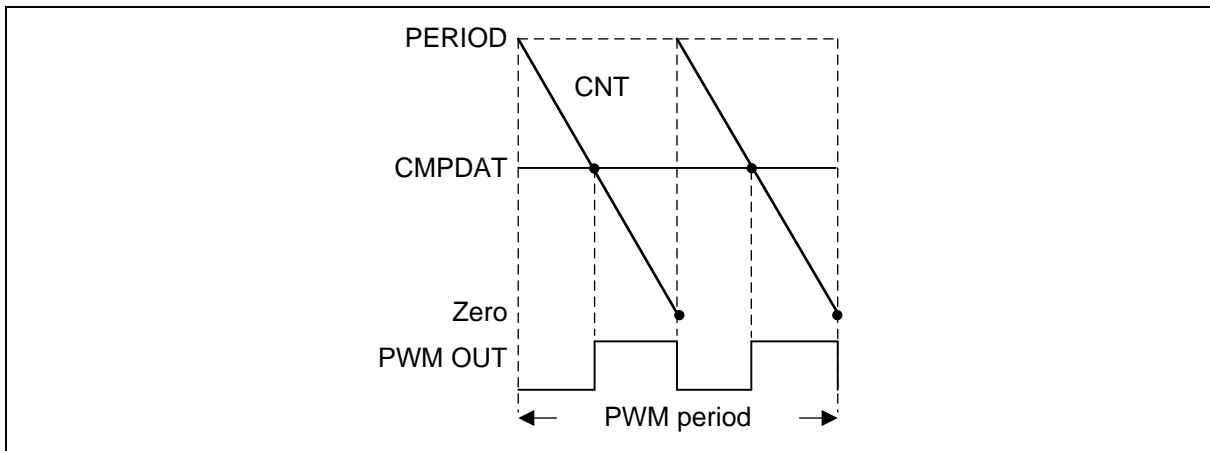 PERIOD
CNT
CMPDAT
Zero
PWM OUT
PWM period